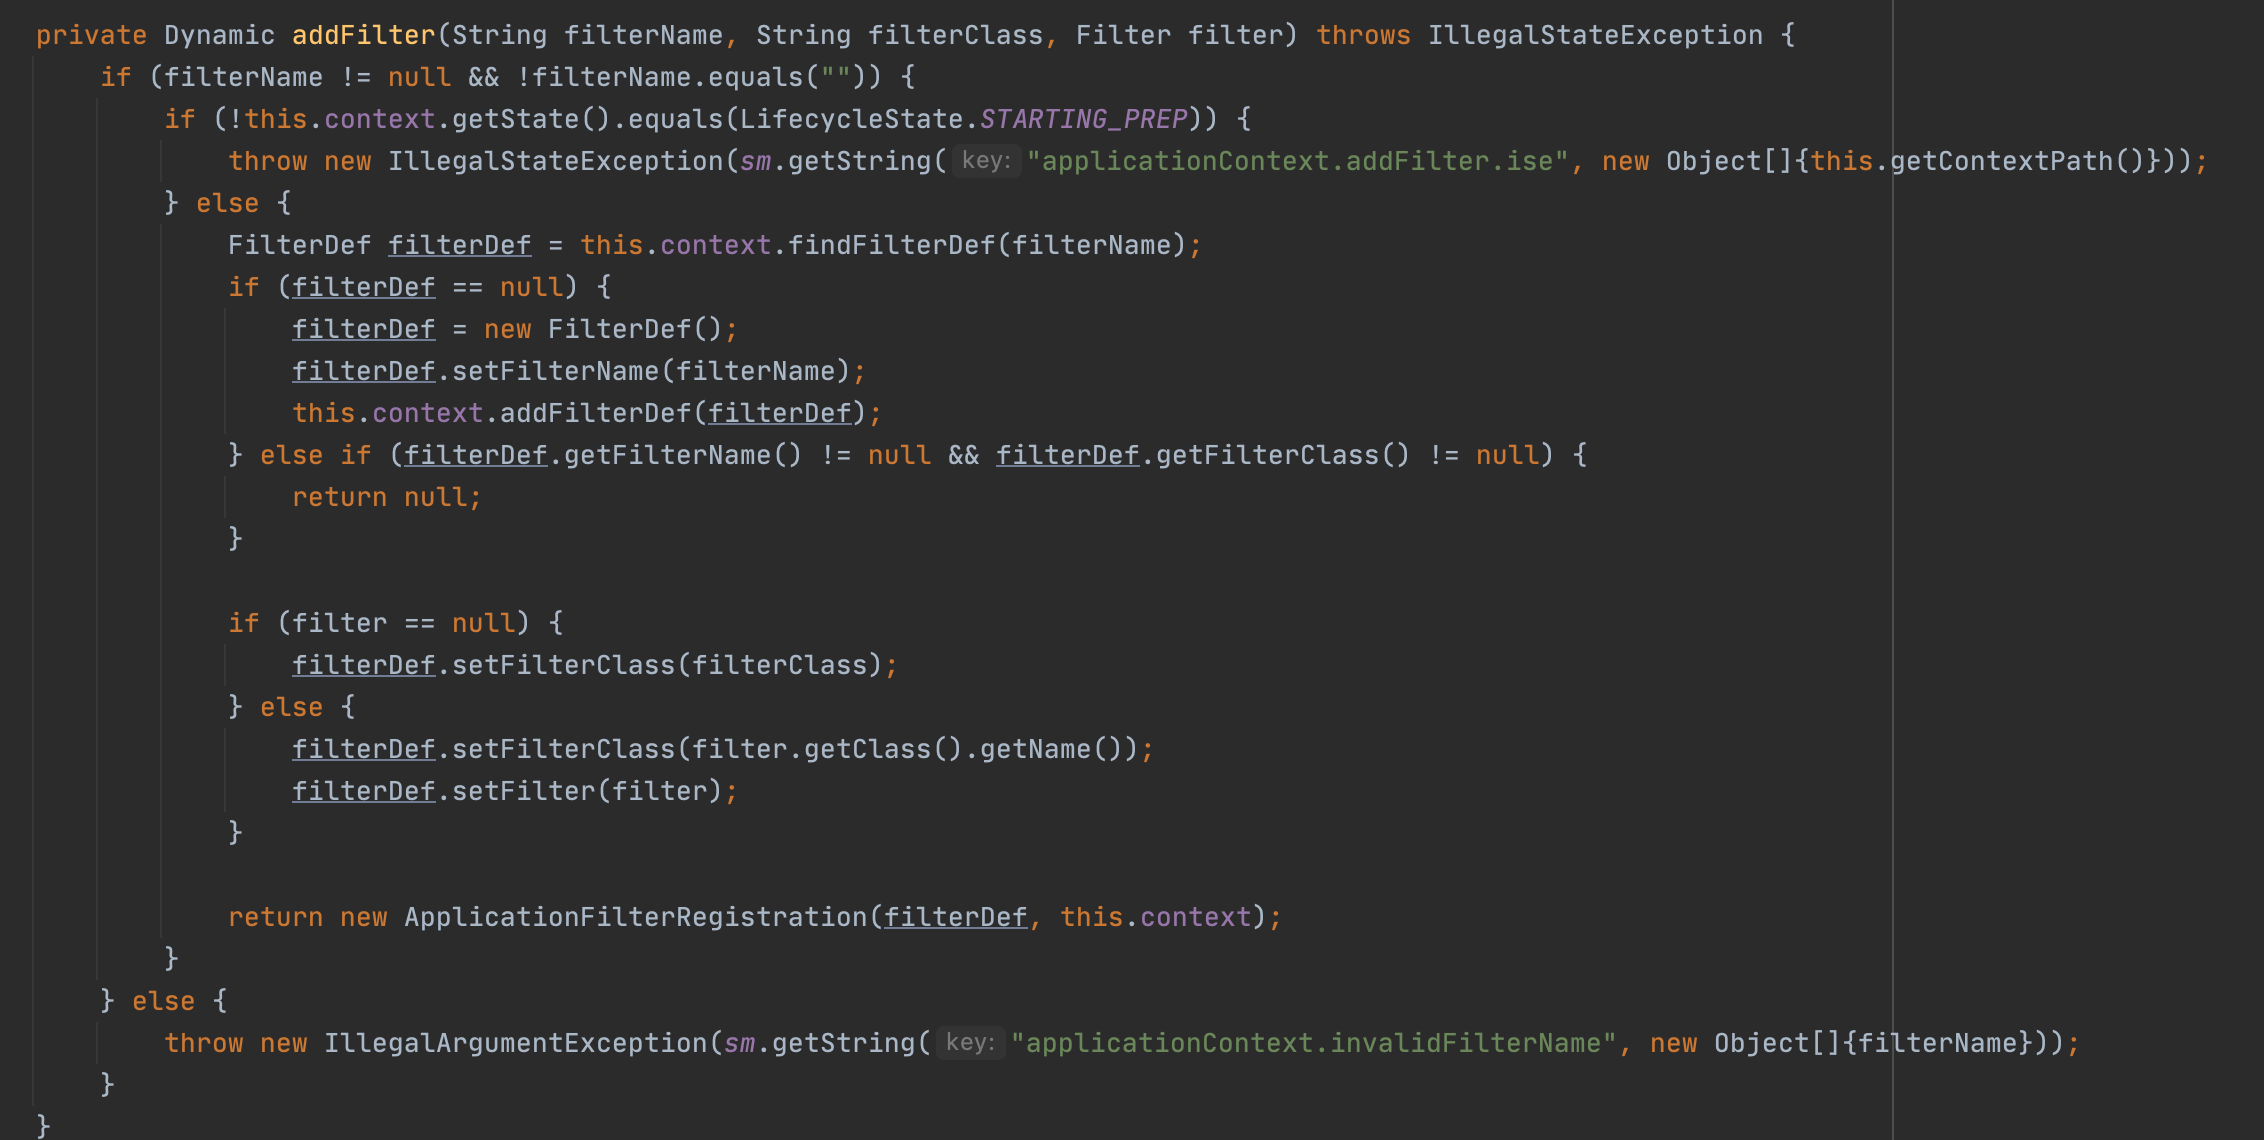 private Dynamic addFilter(String filterName, String filterClass, Filter filter) throws IllegalStateException {
    if (filterName != null && !filterName.equals("")) {
        if (!this.context.getState().equals(LifecycleState.STARTING_PREP)) {
            throw new IllegalStateException(sm.getString( key: "applicationContext.addFilter.ise", new Object[]{this.getContextPath()}));
        } else {
            FilterDef filterDef = this.context.findFilterDef(filterName);
            if (filterDef == null) {
                filterDef = new FilterDef();
                filterDef.setFilterName(filterName);
                this.context.addFilterDef(filterDef);
            } else if (filterDef.getFilterName() != null && filterDef.getFilterClass() != null) {
                return null;
            }

            if (filter == null) {
                filterDef.setFilterClass(filterClass);
            } else {
                filterDef.setFilterClass(filter.getClass().getName());
                filterDef.setFilter(filter);
            }

            return new ApplicationFilterRegistration(filterDef, this.context);
        }
    } else {
        throw new IllegalArgumentException(sm.getString( key: "applicationContext.invalidFilterName", new Object[]{filterName}));
    }
}